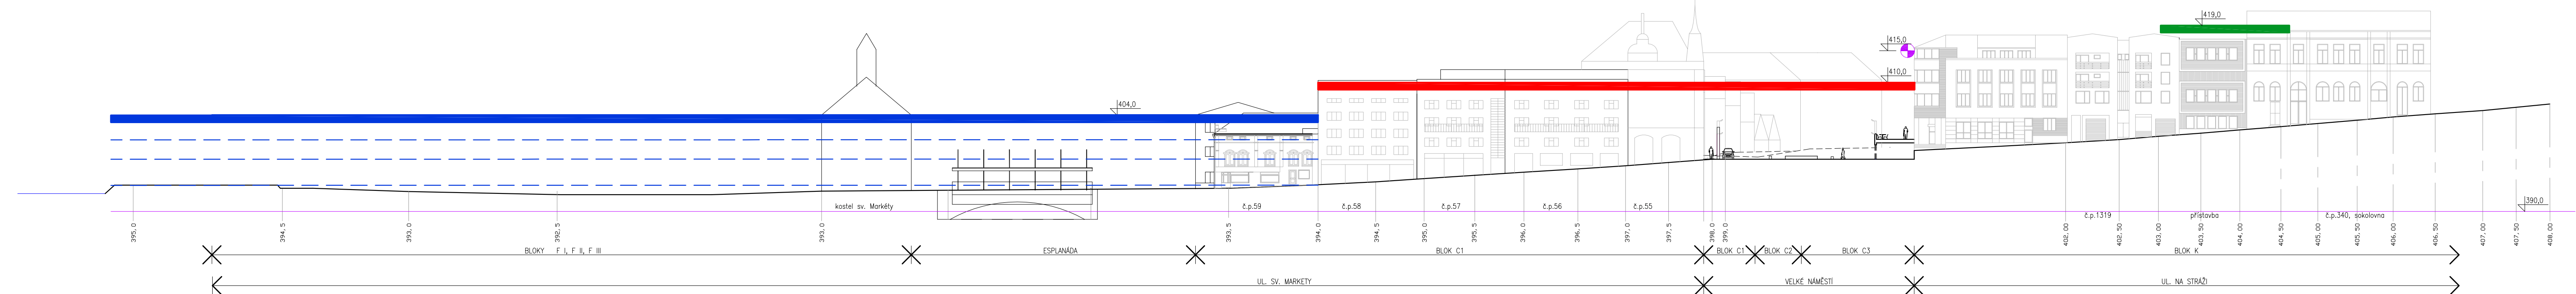 419,0
415,0
410,0
404,0
390,0
kostel sv. Markéty
č.p.59
č.p.58
č.p.57
č.p.56
č.p.55
č.p.1319
přístavba
č.p.340, sokolovna
395,0
394,5
393,0
392,5
393,0
393,5
394,0
394,5
395,0
395,5
396,0
396,5
397,0
397,5
398,0
399,0
402,00
402,50
403,00
403,50
404,00
404,50
405,00
405,50
406,00
406,50
407,00
407,50
408,00
BLOKY F I, F II, F III
ESPLANÁDA
BLOK C1
BLOK C1
BLOK C2
BLOK C3
BLOK K
UL. SV. MARKETY
VELKÉ NÁMĚSTÍ
UL. NA STRÁŽI